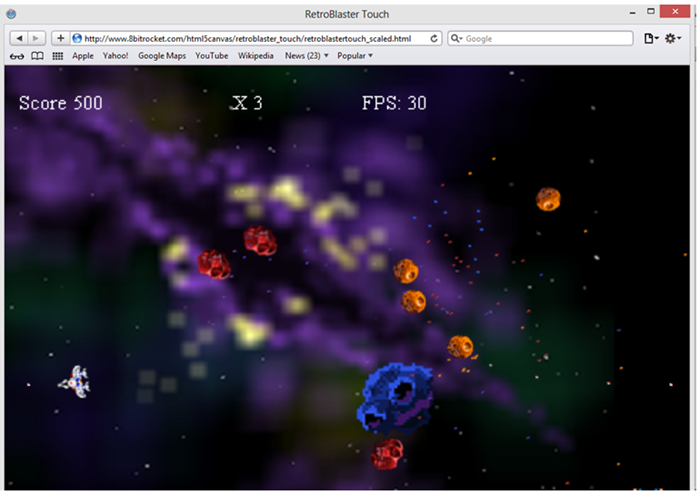 RetroBlaster Touch
http://www.8bitrocket.com/html5canvas/retroblaster_touch/retroblastertouch_scaled.html Google
Apple Yahoo! Google Maps YouTube Wikipedia News (23) Popular
Score 500 X 3 FPS: 30